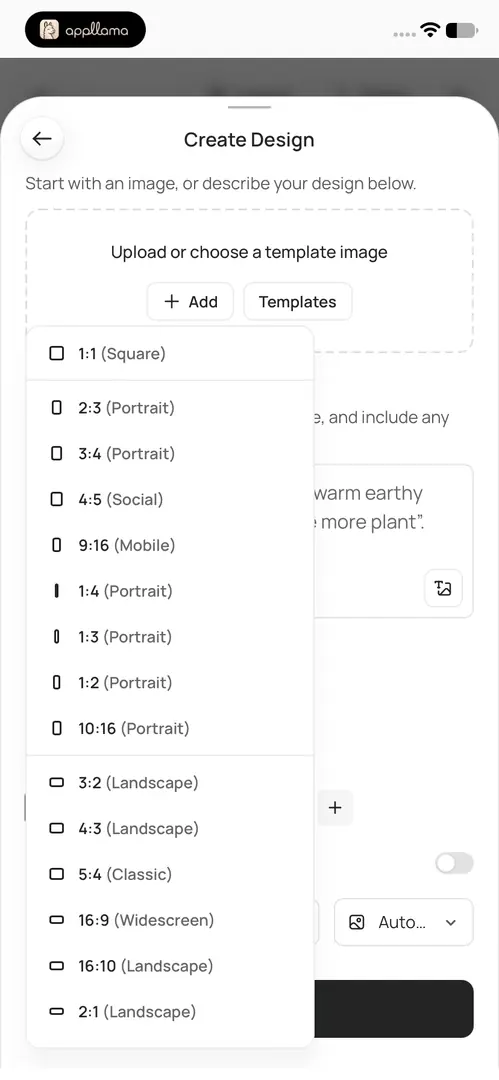 appllama
Create Design
Start with an image, or describe your design below.
Upload or choose a template image
+ Add
Templates
1:1 (Square)
2:3 (Portrait)
e, and include any
3:4 (Portrait)
4:5 (Social)
warm earthy
more plant”.
9:16 (Mobile)
1:4 (Portrait)
1:3 (Portrait)
1:2 (Portrait)
10:16 (Portrait)
3:2 (Landscape)
4:3 (Landscape)
5:4 (Classic)
16:9 (Widescreen)
Auto...
16:10 (Landscape)
2:1 (Landscape)